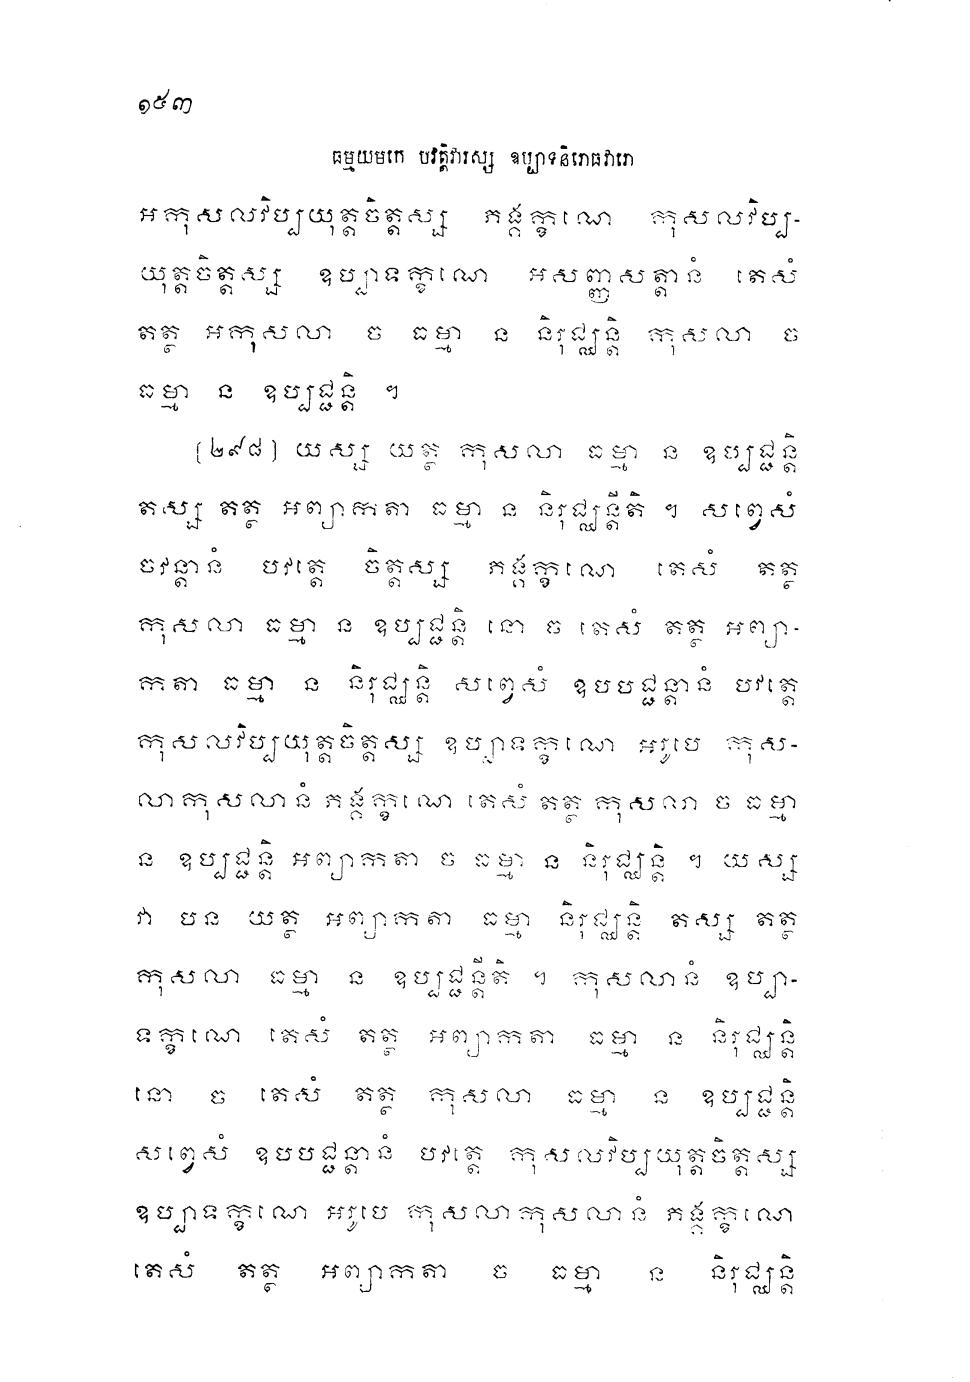 ១៥៣
ធម្មយមកេ បវត្តិវារស្ស ឧប្បាទនិរោធវារោ
អកុសលវិប្បយុត្តចិត្តស្ស ភង្គក្ខណេ កុសលវិប្ប-
យុត្តចិត្តស្ស ឧប្បាទក្ខណេ អសញ្ញសត្តានំ តេសំ
តត្ថ អកុសលា ច ធម្មា ន និរុជ្ឈន្តិ កុសលា ច
ធម្មា ន ឧប្បជ្ជន្តិ ។
[២៩៨] យស្ស យត្ថ កុសលា ធម្មា ន ឧប្បជ្ជន្តិ
តស្ស តត្ថ អព្យាកតា ធម្មា ន និរុជ្ឈន្តីតិ ។ សព្វេសំ
ចវន្តានំ បវត្តេ ចិត្តស្ស ភង្គក្ខណេ តេសំ តត្ថ
កុសលា ធម្មា ន ឧប្បជ្ជន្តិ នោ ច តេសំ តត្ថ អព្យា-
កតា ធម្មា ន និរុជ្ឈន្តិ សព្វេសំ ឧបបជ្ជន្តានំ បវត្តេ
កុសលវិប្បយុត្តចិត្តស្ស ឧប្បាទក្ខណេ អរូបេ កុស-
លាកុសលានំ ភង្គក្ខណេ តេសំ តត្ថ កុសលា ច ធម្មា
ន ឧប្បជ្ជន្តិ អព្យាកតា ច ធម្មា ន និរុជ្ឈន្តិ ។ យស្ស
វា បន យត្ថ អព្យាកតា ធម្មា និរុជ្ឈន្តិ តស្ស តត្ថ
កុសលា ធម្មា ន ឧប្បជ្ជន្តីតិ ។ កុសលានំ ឧប្បា-
ទក្ខណេ តេសំ តត្ថ អព្យាកតា ធម្មា ន និរុជ្ឈន្តិ
នោ ច តេសំ តត្ថ កុសលា ធម្មា ន ឧប្បជ្ជន្តិ
សព្វេសំ ឧបបជ្ជន្តានំ បវត្តេ កុសលវិប្បយុត្តចិត្តស្ស
ឧប្បាទក្ខណេ អរូបេ កុសលាកុសលានំ ភង្គក្ខណេ
តេសំ តត្ថ អព្យាកតា ច ធម្មា ន និរុជ្ឈន្តិ